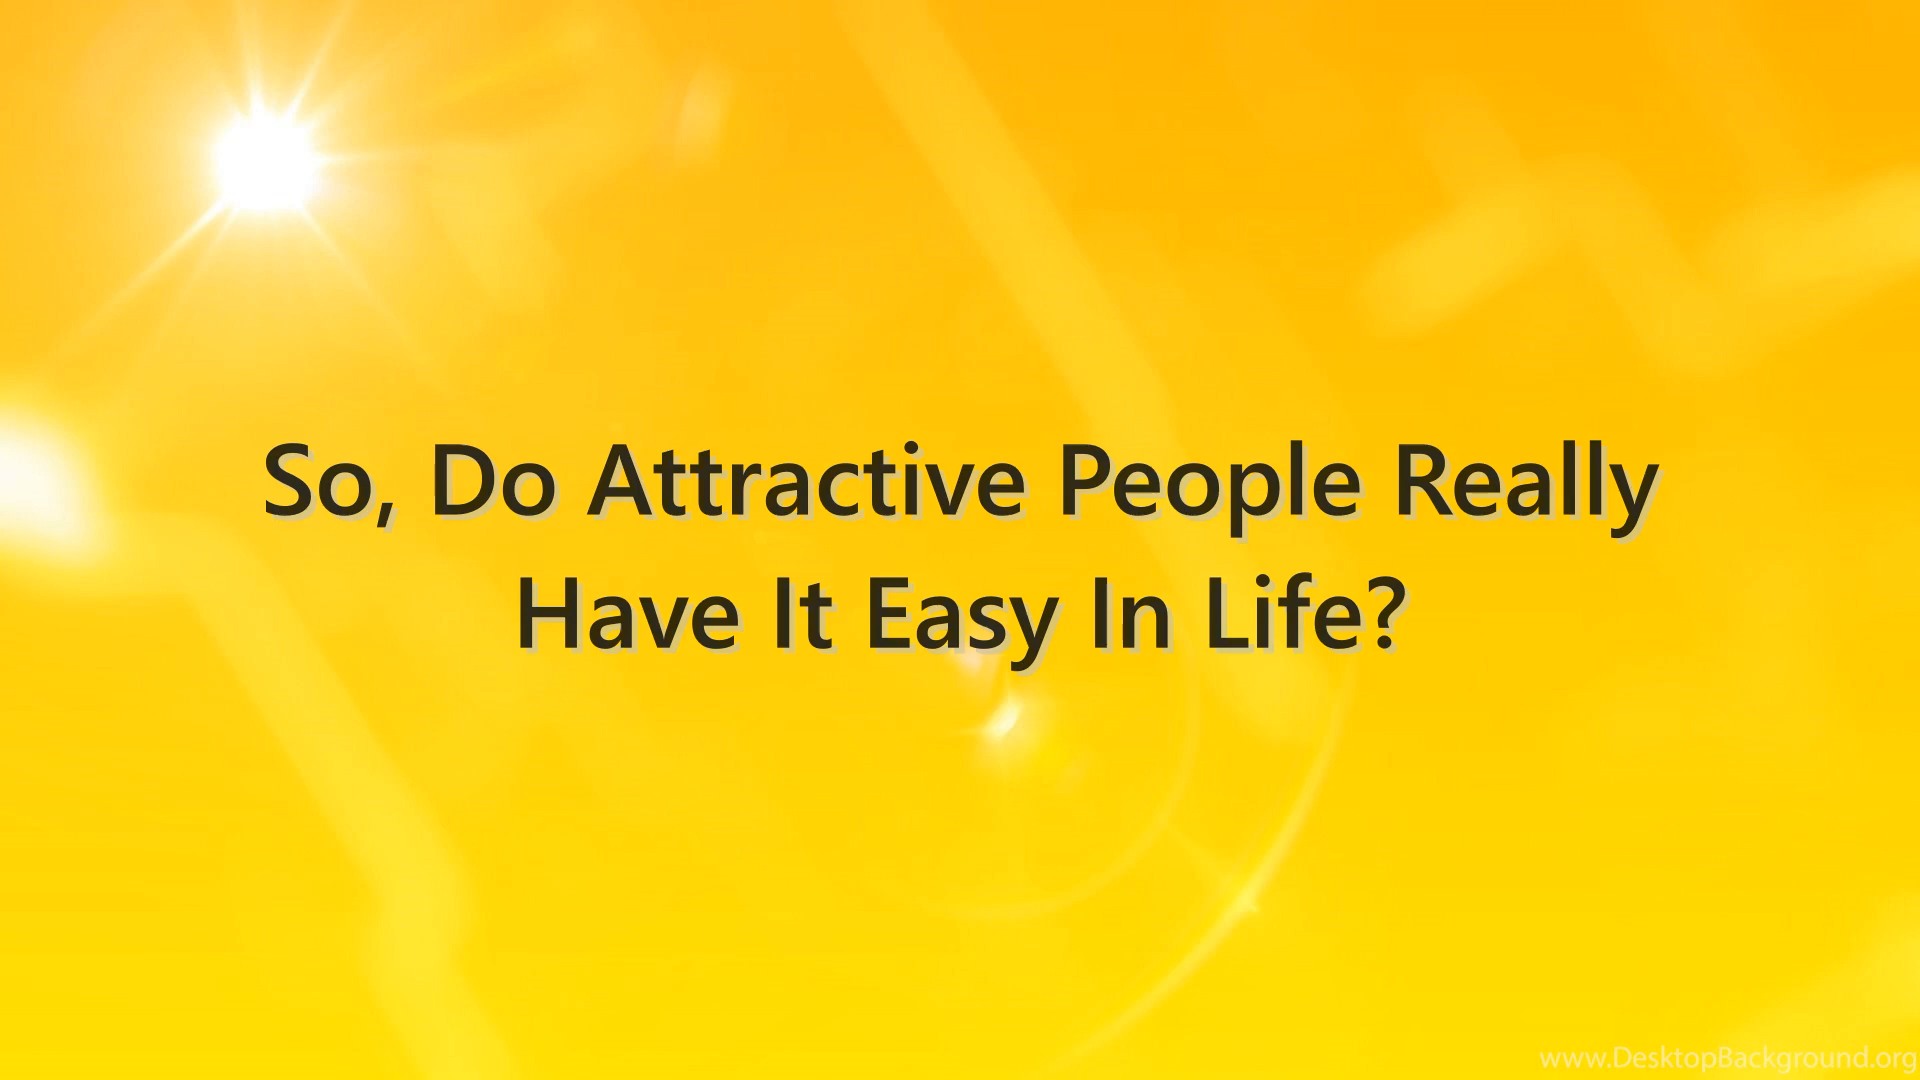 So, Do Attractive People Really
Have It Easy In Life?
www.DesktopBackground.org